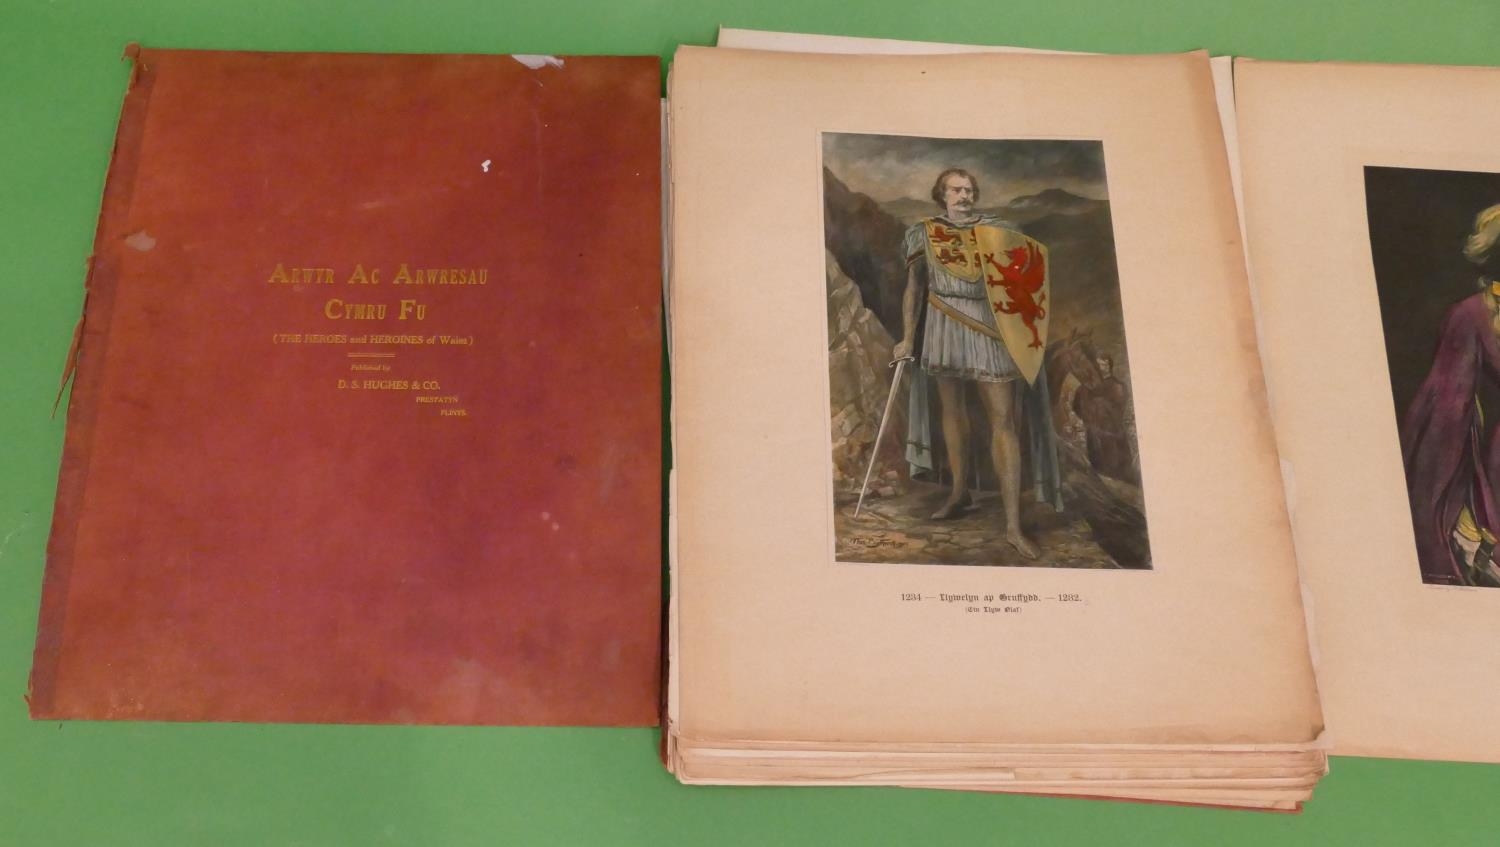 ARWYR AC ARWRESAU
CYMRU FU
(THE HEROES and HEROINES of Wales)
Published by
D. S. HUGHES & CO.
PRESTATYN
FLINTS.
1234 — Llywelyn ap Gruffydd. — 1282.
(Ein Llyw Olaf)